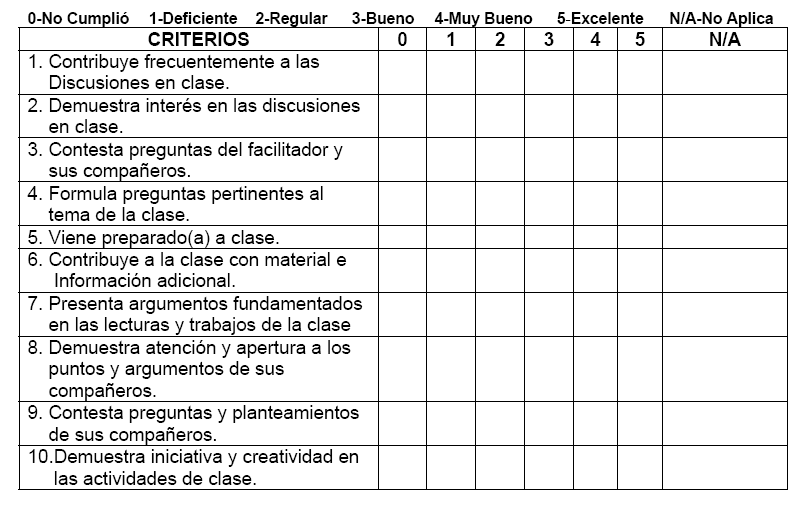 0-No Cumplió 1-Deficiente 2-Regular 3-Bueno 4-Muy Bueno 5-Excelente N/A-No Aplica
CRITERIOS 0 1 2 3 4 5 N/A
1. Contribuye frecuentemente a las
Discusiones en clase.
2. Demuestra interés en las discusiones
en clase.
3. Contesta preguntas del facilitador y
sus compañeros.
4. Formula preguntas pertinentes al
tema de la clase.
5. Viene preparado(a) a clase.
6. Contribuye a la clase con material e
Información adicional.
7. Presenta argumentos fundamentados
en las lecturas y trabajos de la clase
8. Demuestra atención y apertura a los
puntos y argumentos de sus
compañeros.
9. Contesta preguntas y planteamientos
de sus compañeros.
10.Demuestra iniciativa y creatividad en
las actividades de clase.